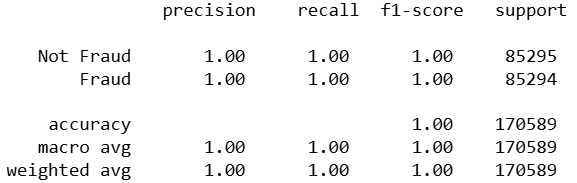 precision recall f1-score support
Not Fraud 1.00 1.00 1.00 85295
Fraud 1.00 1.00 1.00 85294
accuracy 1.00 170589
macro avg 1.00 1.00 1.00 170589
weighted avg 1.00 1.00 1.00 170589